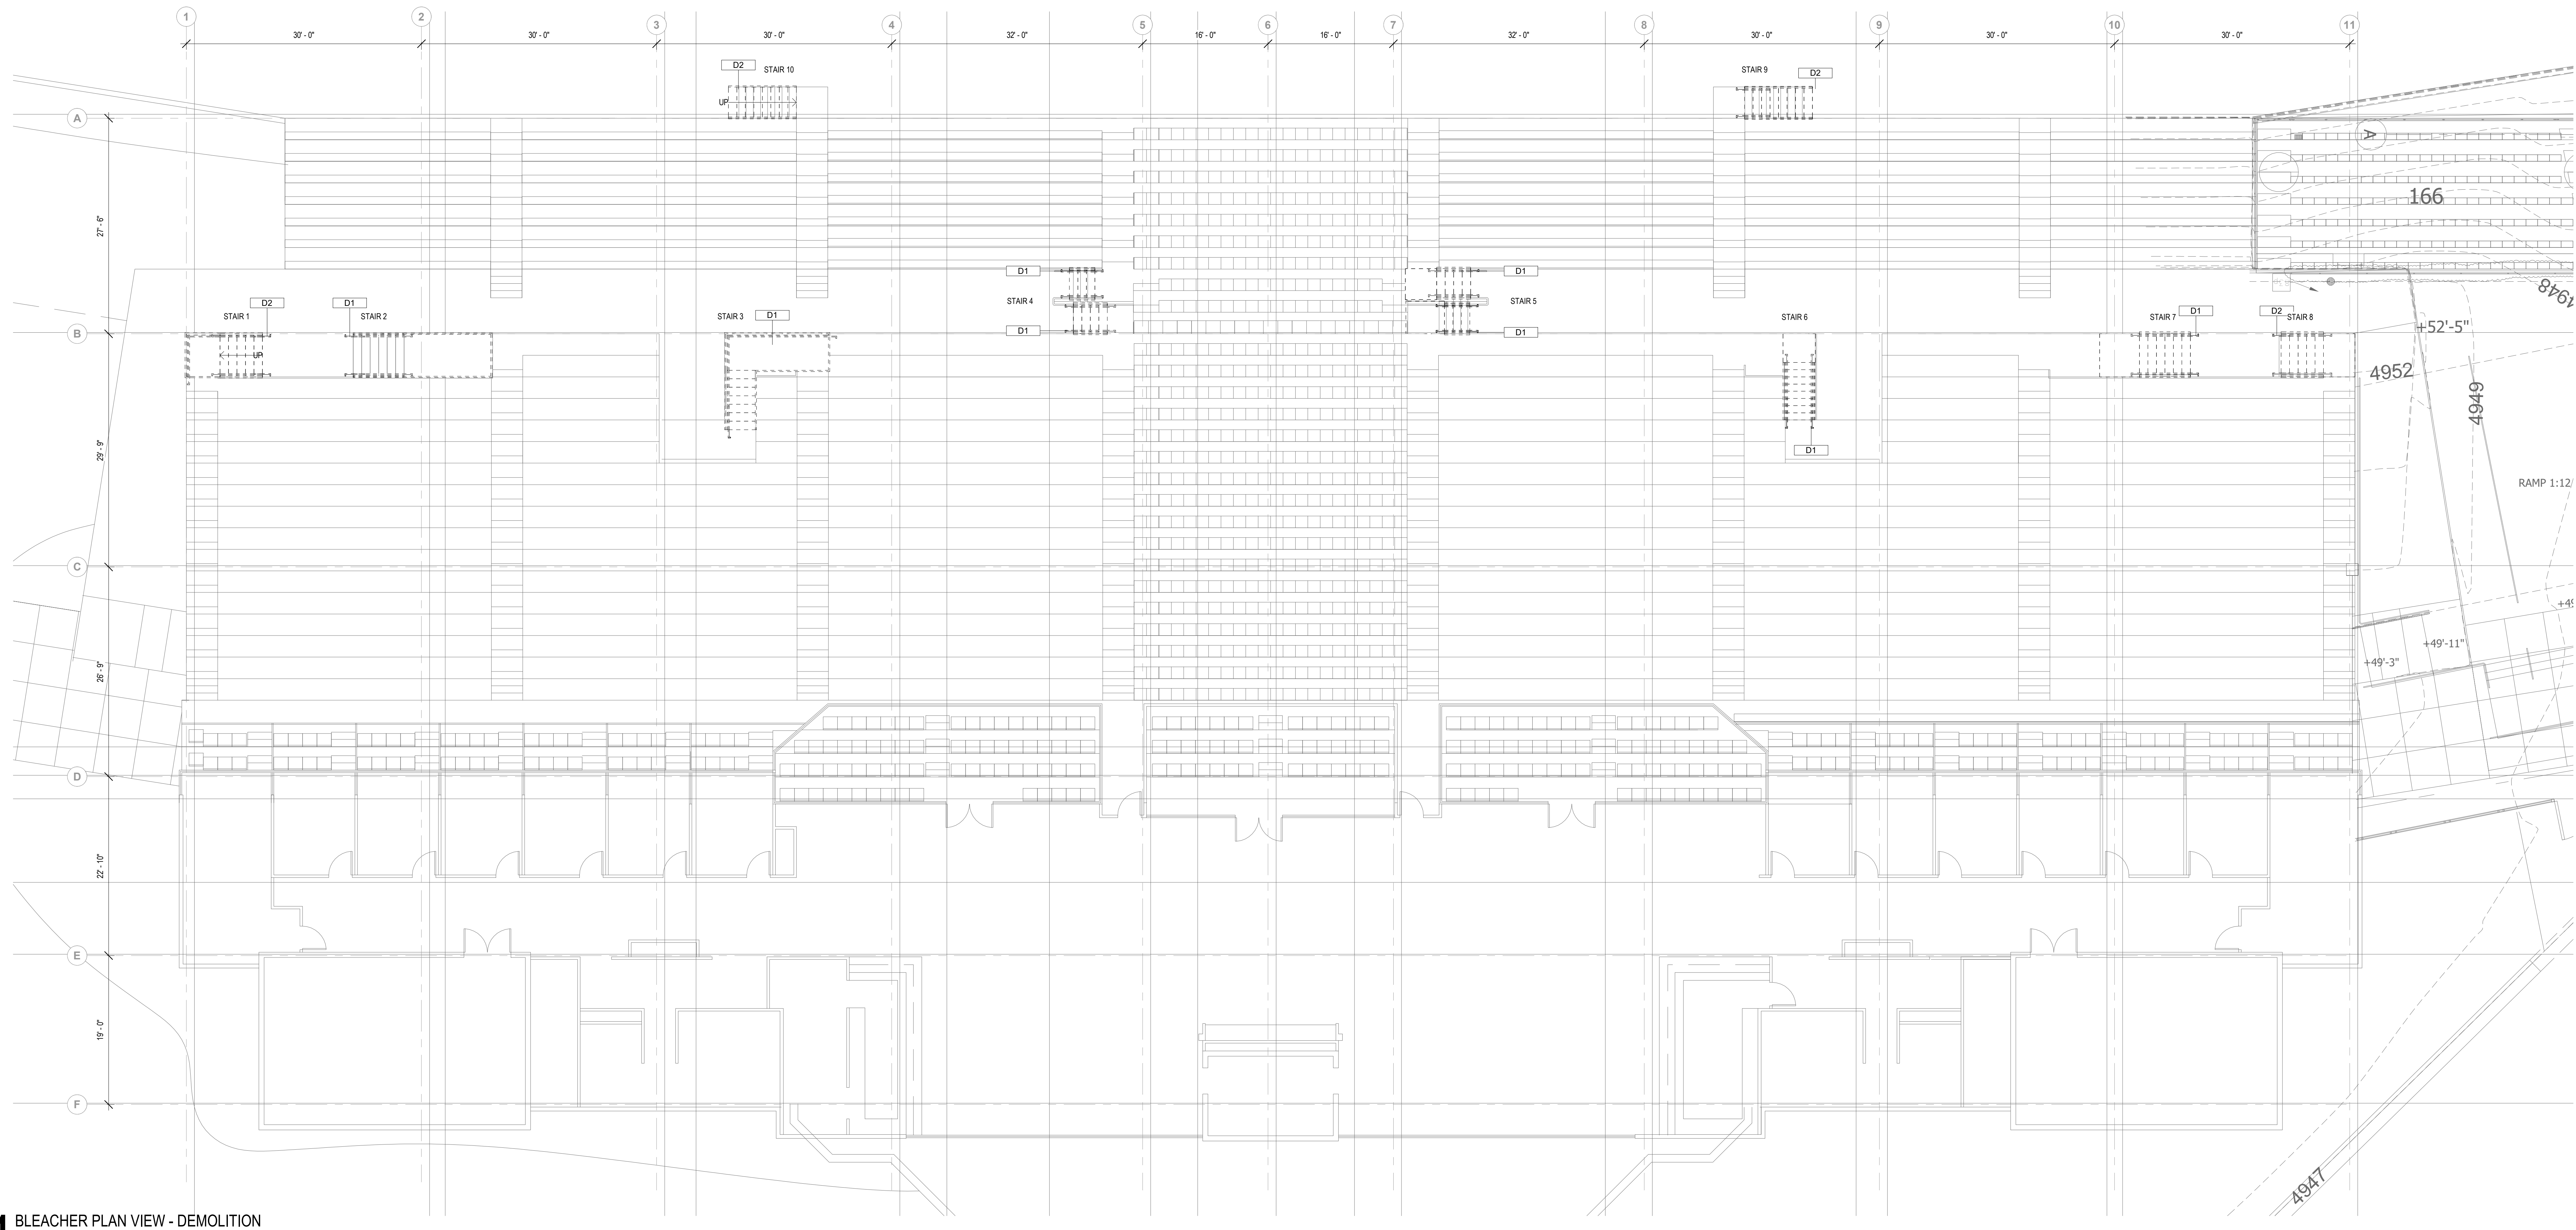 1 2 3 4 5 6 7 8 9 10 11
30' - 0" 30' - 0" 30' - 0" 32' - 0" 16' - 0" 16' - 0" 32' - 0" 30' - 0" 30' - 0" 30' - 0"
D2 STAIR 10 STAIR 9 D2
UP
A
A
166
27' - 6"
D1 D1
4948
D2 D1 STAIR 4 STAIR 5
STAIR 1 STAIR 2 STAIR 3 D1 STAIR 6 STAIR 7 D1 D2 STAIR 8
B D1 D1 +52'-5"
UP
4952
4949
29' - 9" D1
RAMP 1:12
C
+49
+49'-11"
26' - 9" +49'-3"
D
22' - 10"
E
19' - 0"
F
4947
1 BLEACHER PLAN VIEW - DEMOLITION